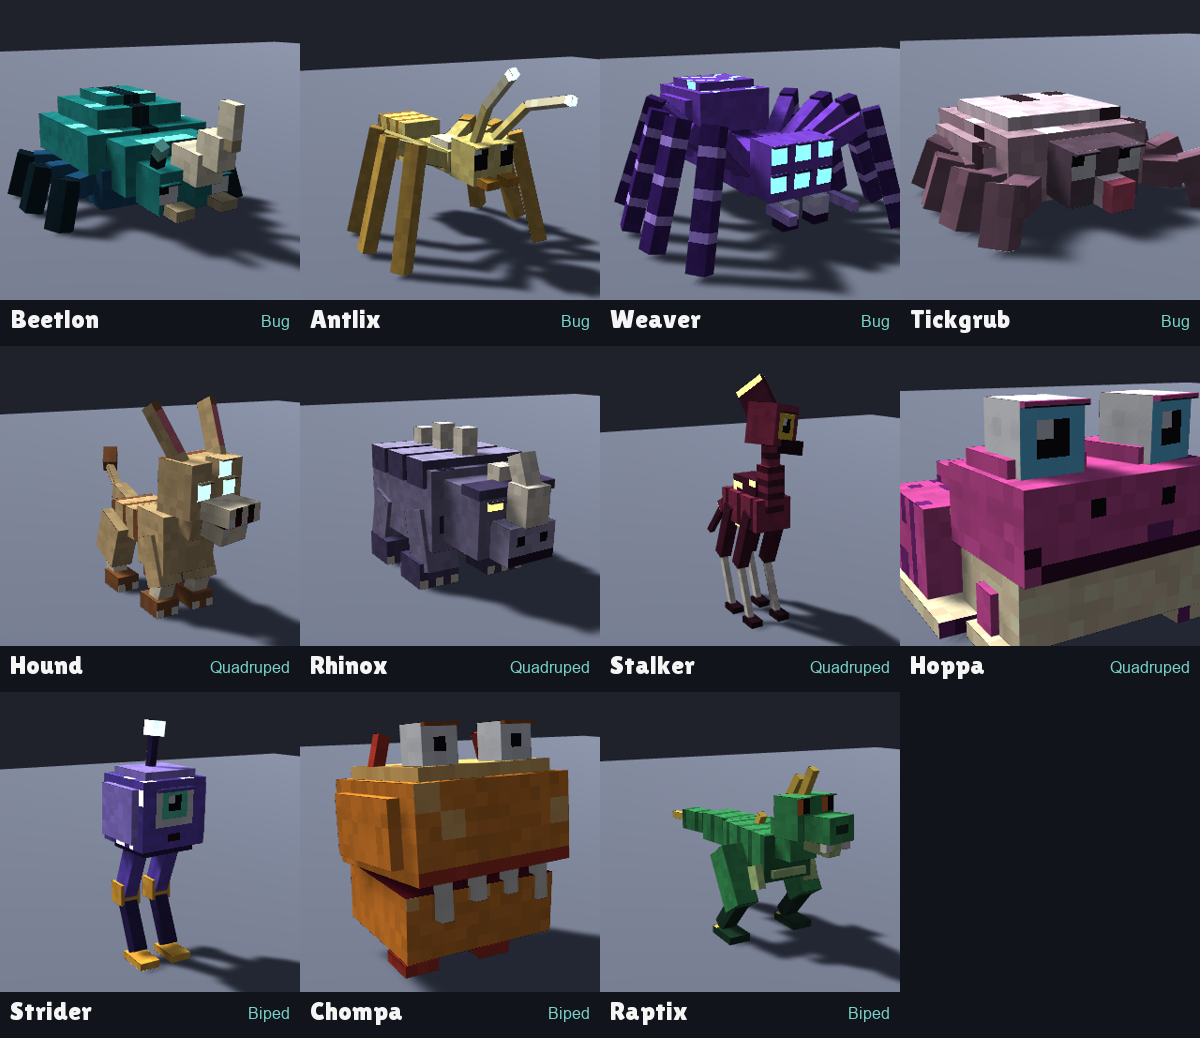 Beetlon Bug
Antlix Bug
Weaver Bug
Tickgrub Bug
Hound Quadruped
Rhinox Quadruped
Stalker Quadruped
Hoppa Quadruped
Strider Biped
Chompa Biped
Raptix Biped